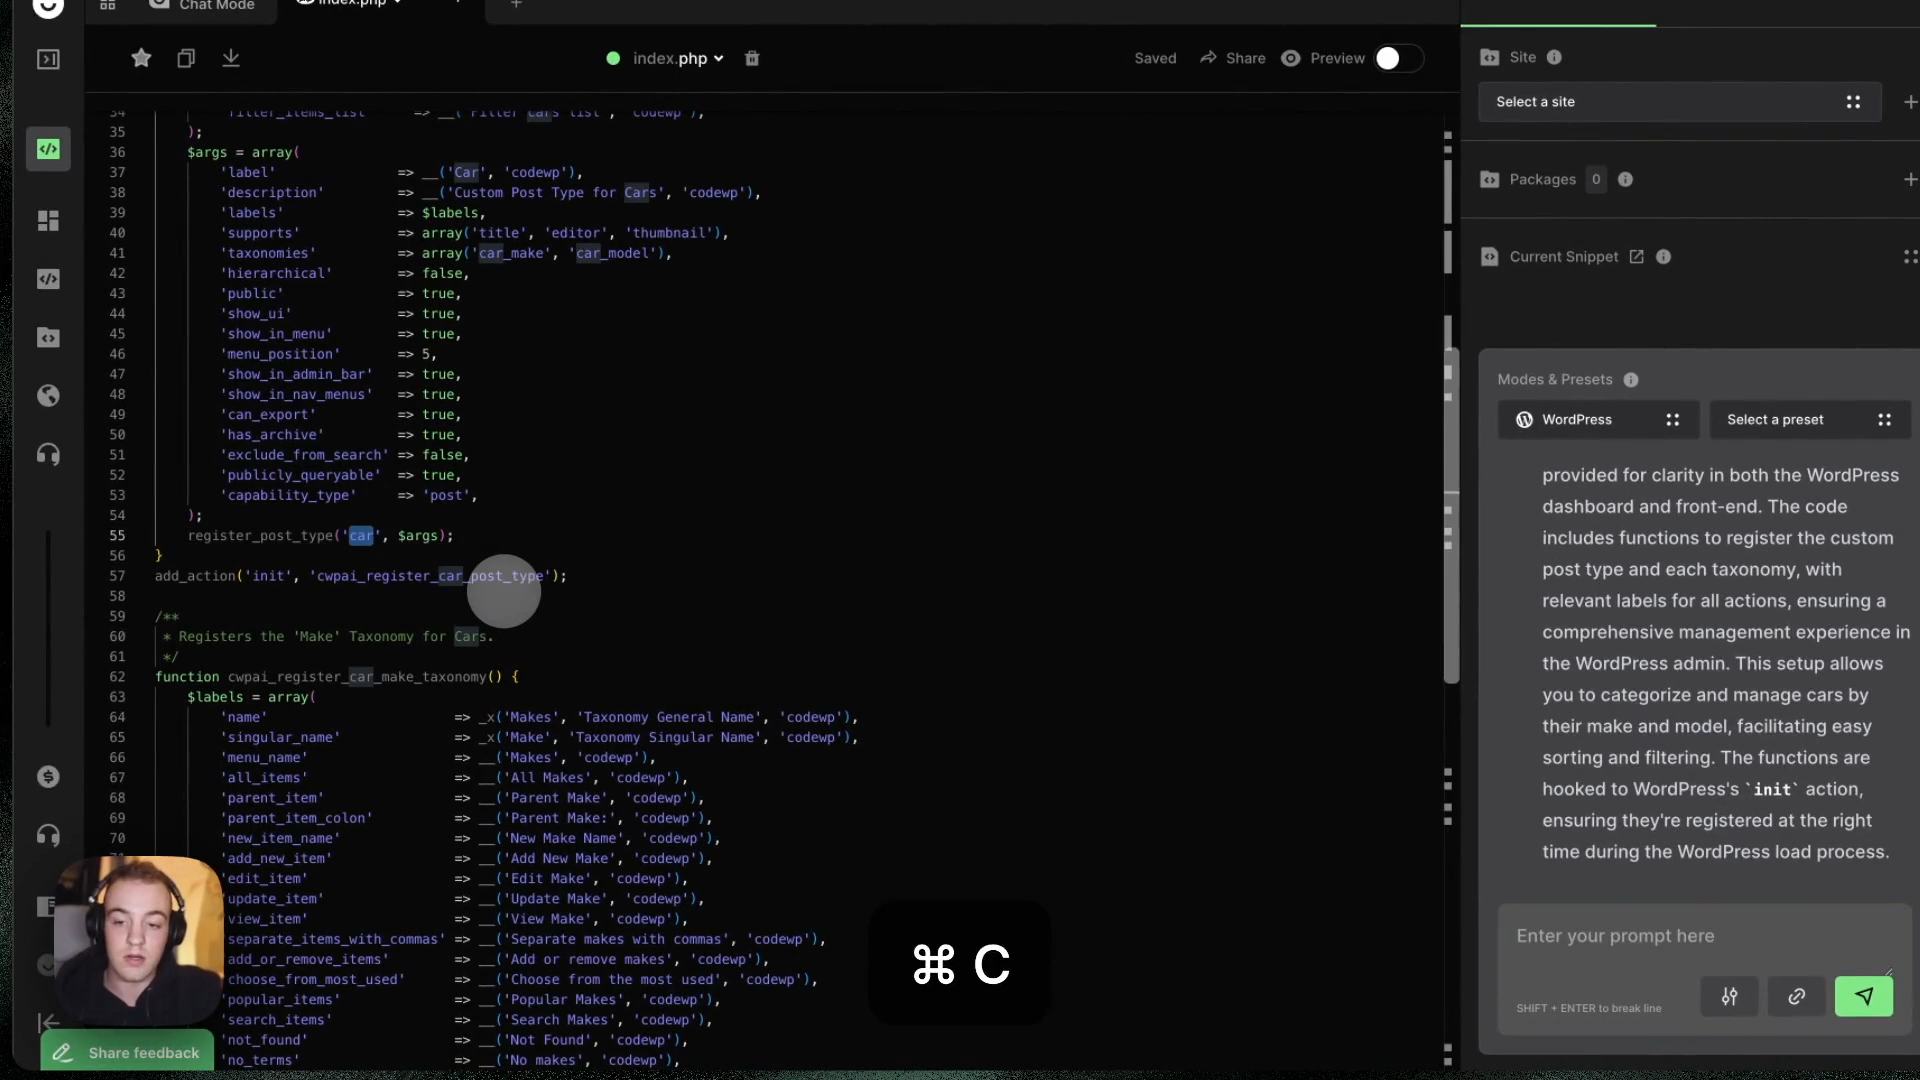 Chat Mode
index.php
index.php
Saved
Share
Preview
34 'filter_items_list' => __('Filter Cars list', 'codewp'),
35 );
36 $args = array(
37 'label' => __('Car', 'codewp'),
38 'description' => __('Custom Post Type for Cars', 'codewp'),
39 'labels' => $labels,
40 'supports' => array('title', 'editor', 'thumbnail'),
41 'taxonomies' => array('car_make', 'car_model'),
42 'hierarchical' => false,
43 'public' => true,
44 'show_ui' => true,
45 'show_in_menu' => true,
46 'menu_position' => 5,
47 'show_in_admin_bar' => true,
48 'show_in_nav_menus' => true,
49 'can_export' => true,
50 'has_archive' => true,
51 'exclude_from_search' => false,
52 'publicly_queryable' => true,
53 'capability_type' => 'post',
54 );
55 register_post_type('car', $args);
56 }
57 add_action('init', 'cwpai_register_car_post_type');
58
59 /**
60 * Registers the 'Make' Taxonomy for Cars.
61 */
62 function cwpai_register_car_make_taxonomy() {
63 $labels = array(
64 'name' => _x('Makes', 'Taxonomy General Name', 'codewp'),
65 'singular_name' => _x('Make', 'Taxonomy Singular Name', 'codewp'),
66 'menu_name' => __('Makes', 'codewp'),
67 'all_items' => __('All Makes', 'codewp'),
68 'parent_item' => __('Parent Make', 'codewp'),
69 'parent_item_colon' => __('Parent Make:', 'codewp'),
70 'new_item_name' => __('New Make Name', 'codewp'),
'add_new_item' => __('Add New Make', 'codewp'),
'edit_item' => __('Edit Make', 'codewp'),
'update_item' => __('Update Make', 'codewp'),
'view_item' => __('View Make', 'codewp'),
'separate_items_with_commas' => __('Separate makes with commas', 'codewp'),
'add_or_remove_items' => __('Add or remove makes', 'codewp'),
'choose_from_most_used' => __('Choose from the most used', 'codewp'),
'popular_items' => __('Popular Makes', 'codewp'),
'search_items' => __('Search Makes', 'codewp'),
'not_found' => __('Not Found', 'codewp'),
'no_terms' => __('No makes', 'codewp'),
⌘ C
Share feedback
Site
Select a site
Packages 0
Current Snippet
Modes & Presets
WordPress
Select a preset
provided for clarity in both the WordPress
dashboard and front-end. The code
includes functions to register the custom
post type and each taxonomy, with
relevant labels for all actions, ensuring a
comprehensive management experience in
the WordPress admin. This setup allows
you to categorize and manage cars by
their make and model, facilitating easy
sorting and filtering. The functions are
hooked to WordPress's `init` action,
ensuring they're registered at the right
time during the WordPress load process.
Enter your prompt here
SHIFT + ENTER to break line